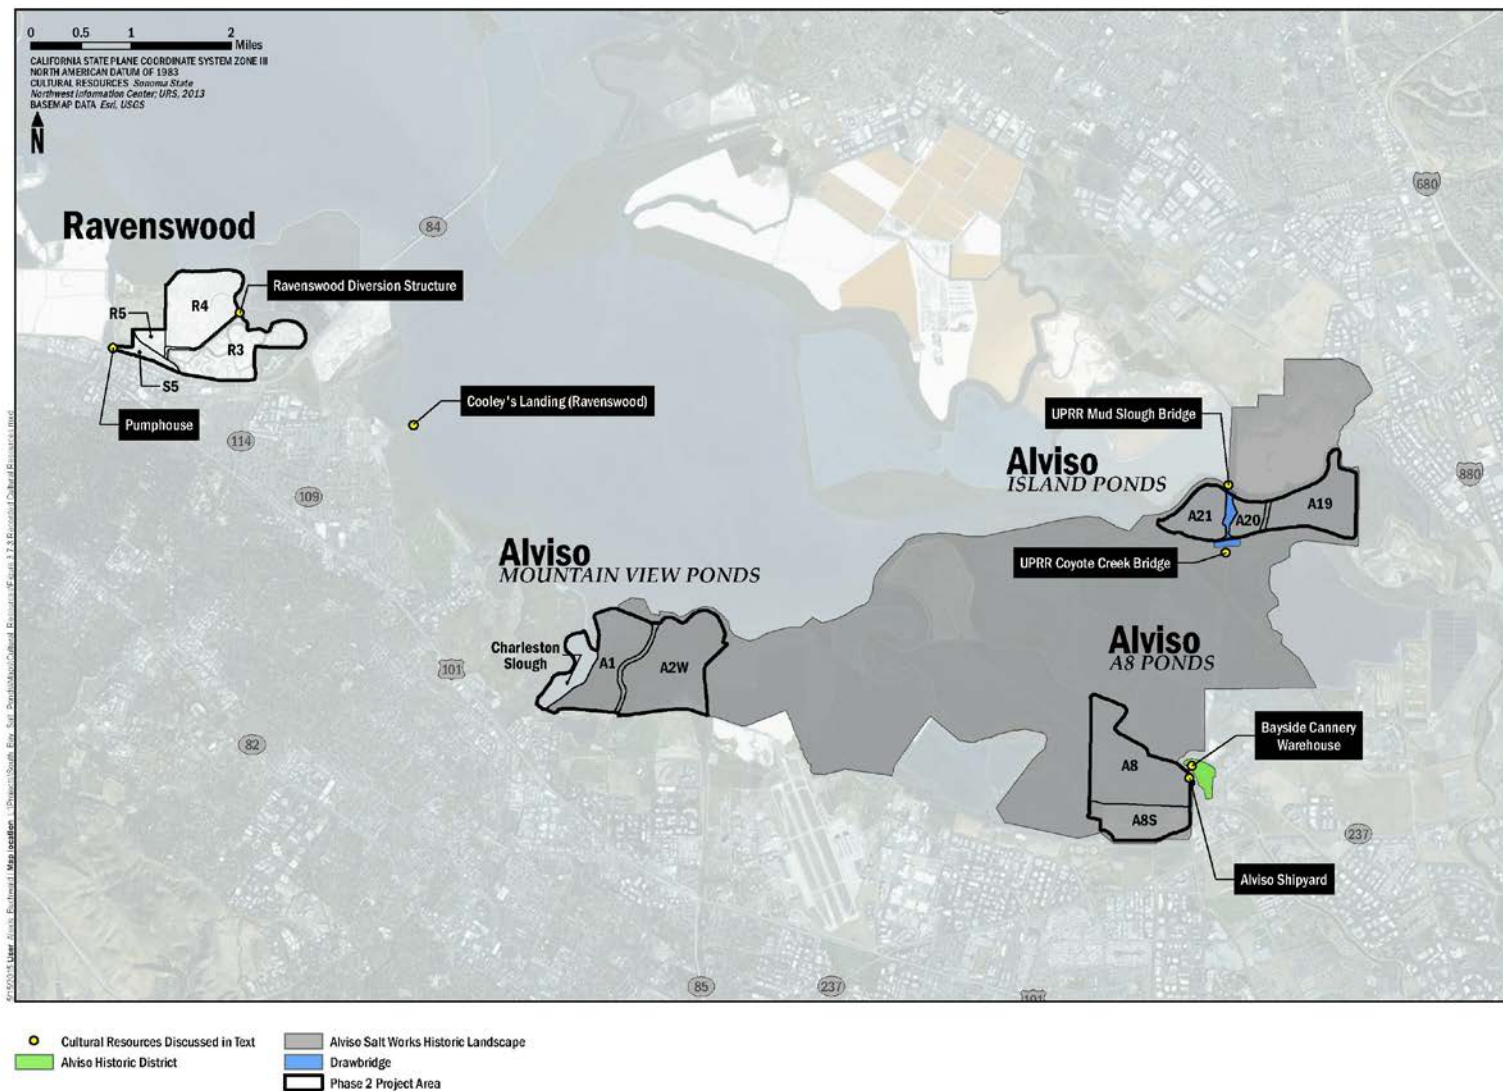 0 0.5 1 2
Miles
CALIFORNIA STATE PLANE COORDINATE SYSTEM ZONE III
NORTH AMERICAN DATUM OF 1983
CULTURAL RESOURCES Sonoma State
Northwest Information Center; URS, 2013
BASEMAP DATA Esri, USGS
N
680
84
Ravenswood
Ravenswood Diversion Structure
R4
R5
R3
S5
Cooley's Landing (Ravenswood)
Pumphouse
114
UPRR Mud Slough Bridge
Alviso
ISLAND PONDS
880
109
A21
A20
A19
UPRR Coyote Creek Bridge
Alviso
MOUNTAIN VIEW PONDS
Alviso
A8 PONDS
Charleston
Slough
A1
A2W
101
82
Bayside Cannery
Warehouse
A8
A8S
237
Alviso Shipyard
85
237
101
Cultural Resources Discussed in Text
Alviso Historic District
Alviso Salt Works Historic Landscape
Drawbridge
Phase 2 Project Area